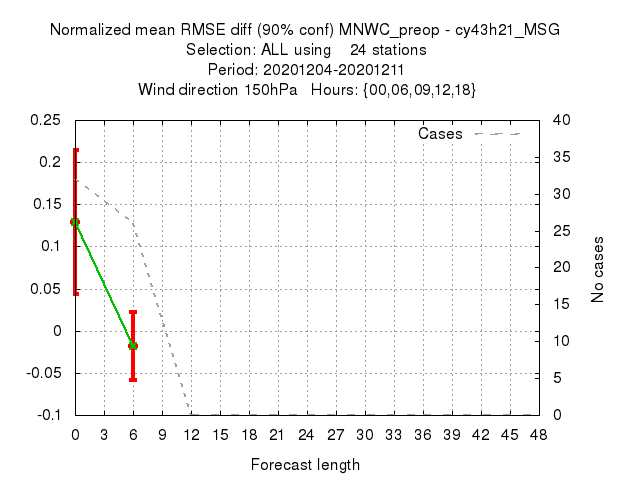 Normalized mean RMSE diff (90% conf) MNWC_preop - cy43h21_MSG
Selection: ALL using 24 stations
Period: 20201204-20201211
Wind direction 150hPa Hours: {00,06,09,12,18}
0.25
0.2
0.15
0.1
0.05
0
-0.05
-0.1
Cases
40
35
30
25
20
15
10
5
0
No cases
0 3 6 9 12 15 18 21 24 27 30 33 36 39 42 45 48
Forecast length